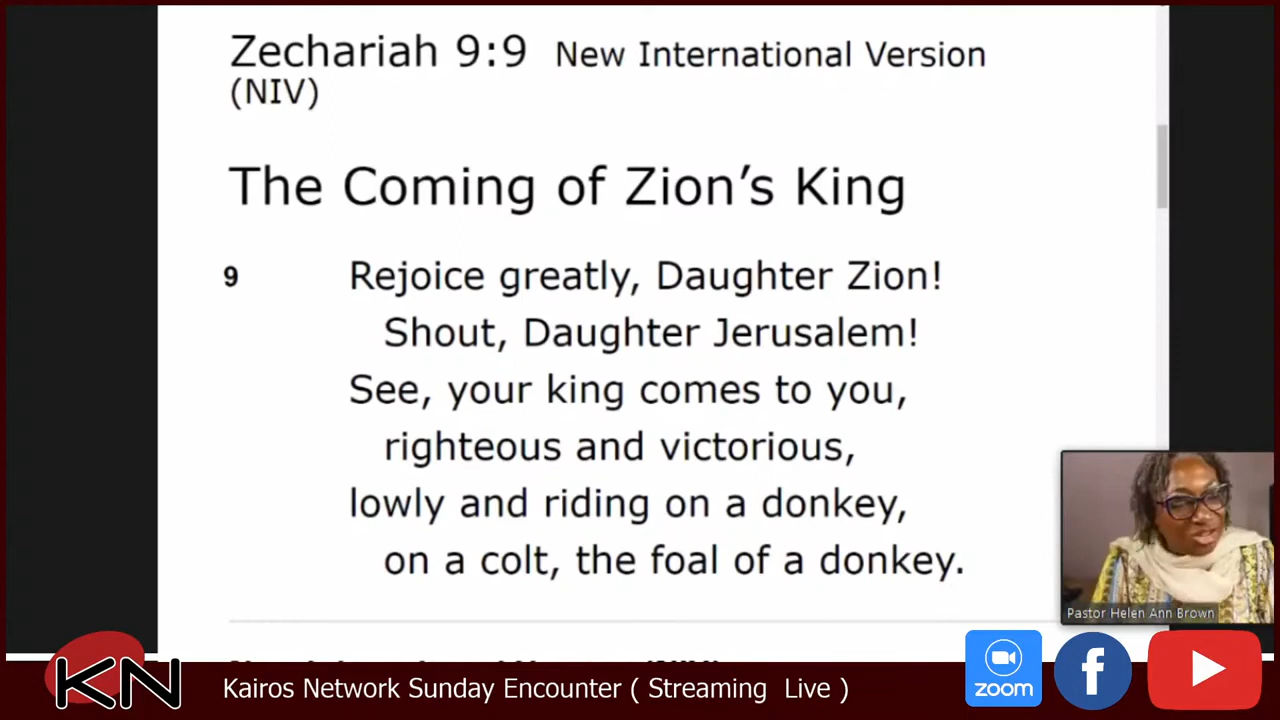 Zechariah 9:9 New International Version
(NIV)
The Coming of Zion’s King
9 Rejoice greatly, Daughter Zion!
Shout, Daughter Jerusalem!
See, your king comes to you,
righteous and victorious,
lowly and riding on a donkey,
on a colt, the foal of a donkey.
Pastor Helen Ann Brown
KN
Kairos Network Sunday Encounter ( Streaming Live )
zoom
f